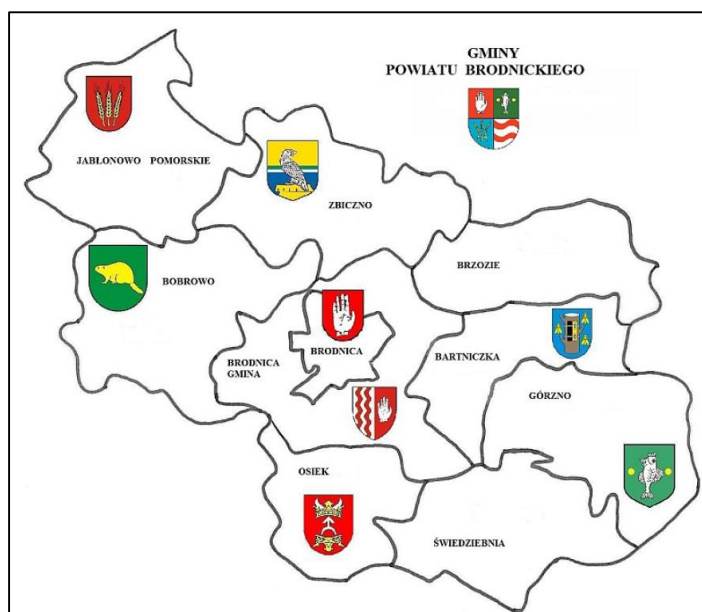 GMINY
POWIATU BRODNICKIEGO
JABŁONOWO POMORSKIE
ZBICZNO
BOBROWO
BRZOZIE
BRODNICA
BRODNICA
GMINA
BARTNICZKA
GÓRZNO
OSIEK
ŚWIEDZIEBNIA